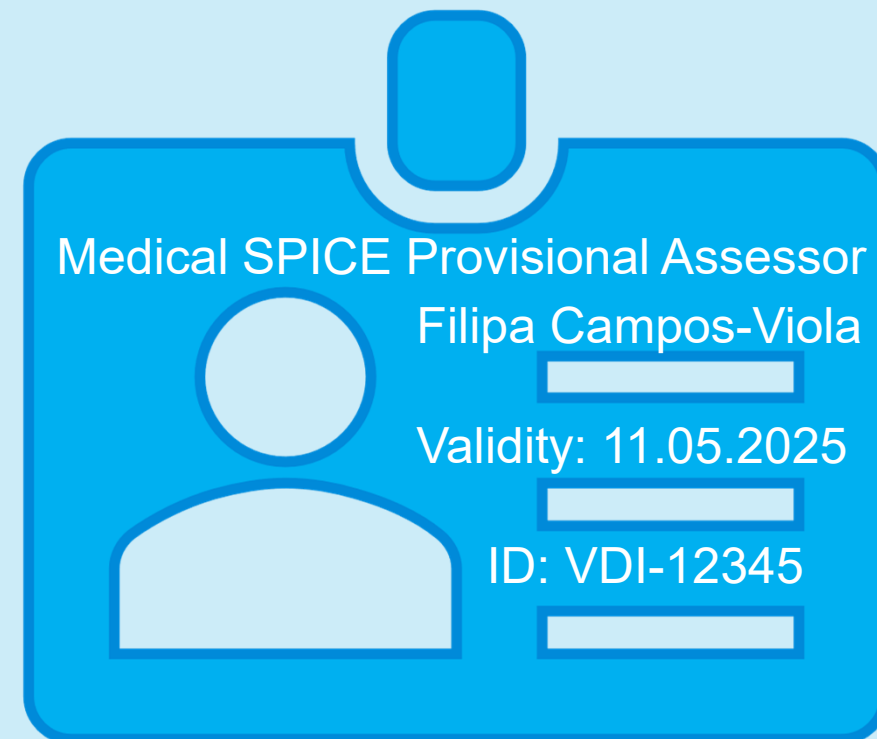 Medical SPICE Provisional Assessor
Filipa Campos-Viola
Validity: 11.05.2025
ID: VDI-12345